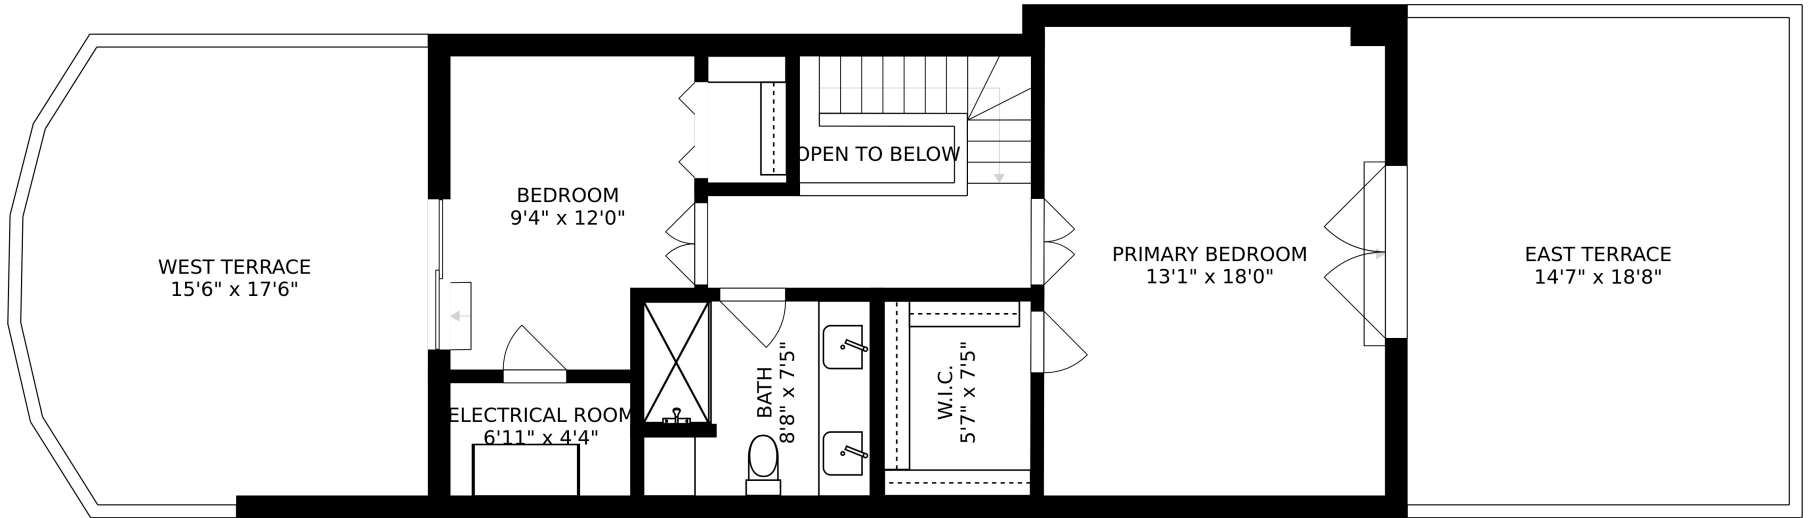 WEST TERRACE
15'6" x 17'6"
BEDROOM
9'4" x 12'0"
ELECTRICAL ROOM
6'11" x 4'4"
OPEN TO BELOW
BATH
8'8" x 7'5"
W.I.C.
5'7" x 7'5"
PRIMARY BEDROOM
13'1" x 18'0"
EAST TERRACE
14'7" x 18'8"